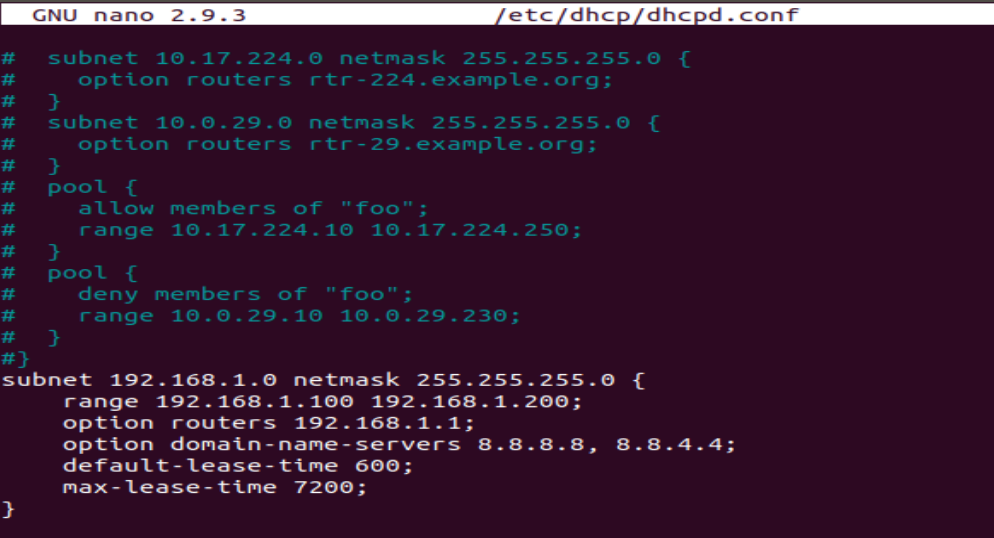 GNU nano 2.9.3 /etc/dhcp/dhcpd.conf
#  subnet 10.17.224.0 netmask 255.255.255.0 {
#    option routers rtr-224.example.org;
#  }
#  subnet 10.0.29.0 netmask 255.255.255.0 {
#    option routers rtr-29.example.org;
#  }
#  pool {
#    allow members of "foo";
#    range 10.17.224.10 10.17.224.250;
#  }
#  pool {
#    deny members of "foo";
#    range 10.0.29.10 10.0.29.230;
#  }
#}
subnet 192.168.1.0 netmask 255.255.255.0 {
    range 192.168.1.100 192.168.1.200;
    option routers 192.168.1.1;
    option domain-name-servers 8.8.8.8, 8.8.4.4;
    default-lease-time 600;
    max-lease-time 7200;
}